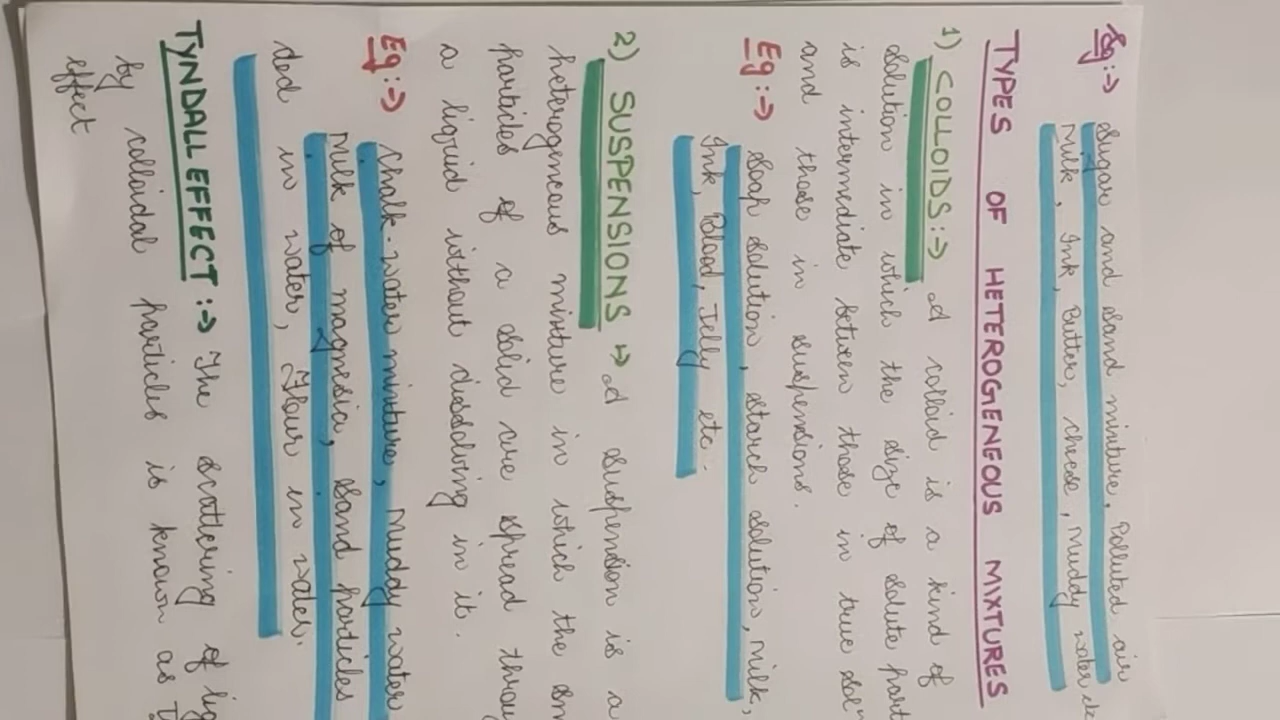 Eg:→ Sugar and sand mixture, Polluted air
Milk, Ink, Butter, cheese, Muddy water etc
TYPES OF HETEROGENEOUS MIXTURES
1) COLLOIDS:→ A colloid is a kind of
solution in which the size of solute part
is intermediate between those in true sol
and those in suspensions.
Eg:→ Soap solution, starch solution, Milk,
Ink, Blood, Jelly etc.
2) SUSPENSIONS → A suspension is a
heterogeneous mixture in which the sm
particles of a solid are spread throu
a liquid without dissolving in it.
Eg:→ Chalk-water mixture, Muddy water
Milk of magnesia, Sand particles
ded in water, Flour in water.
TYNDALL EFFECT:→ The scattering of lig
by colloidal particles is known as T
effect